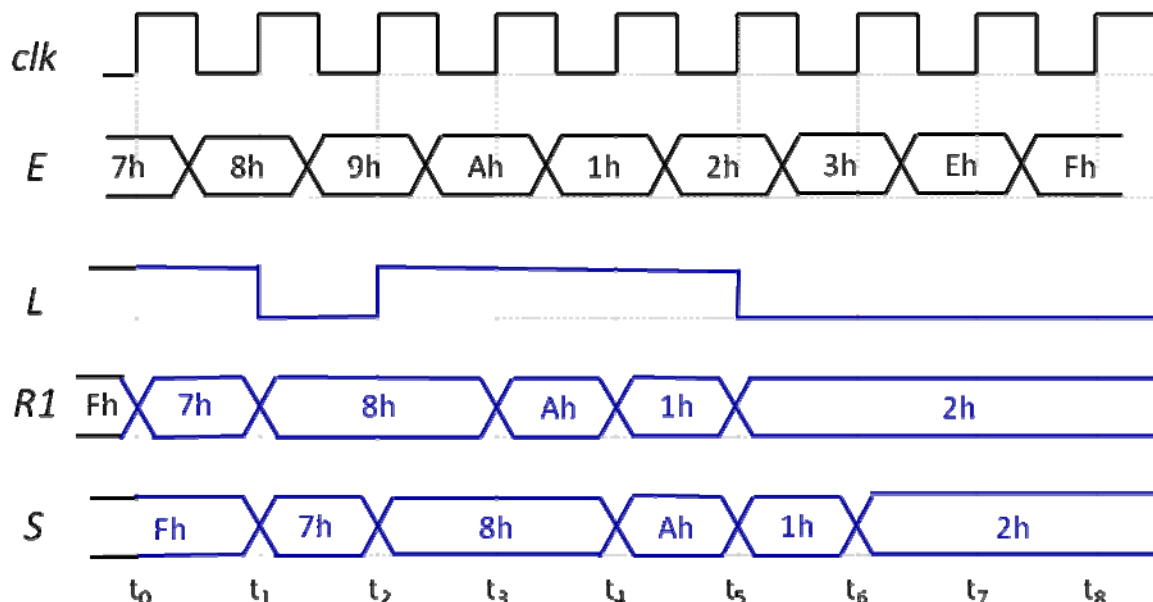 clk
E 7h 8h 9h Ah 1h 2h 3h Eh Fh
L
R1 Fh 7h 8h Ah 1h 2h
S Fh 7h 8h Ah 1h 2h
t0 t1 t2 t3 t4 t5 t6 t7 t8